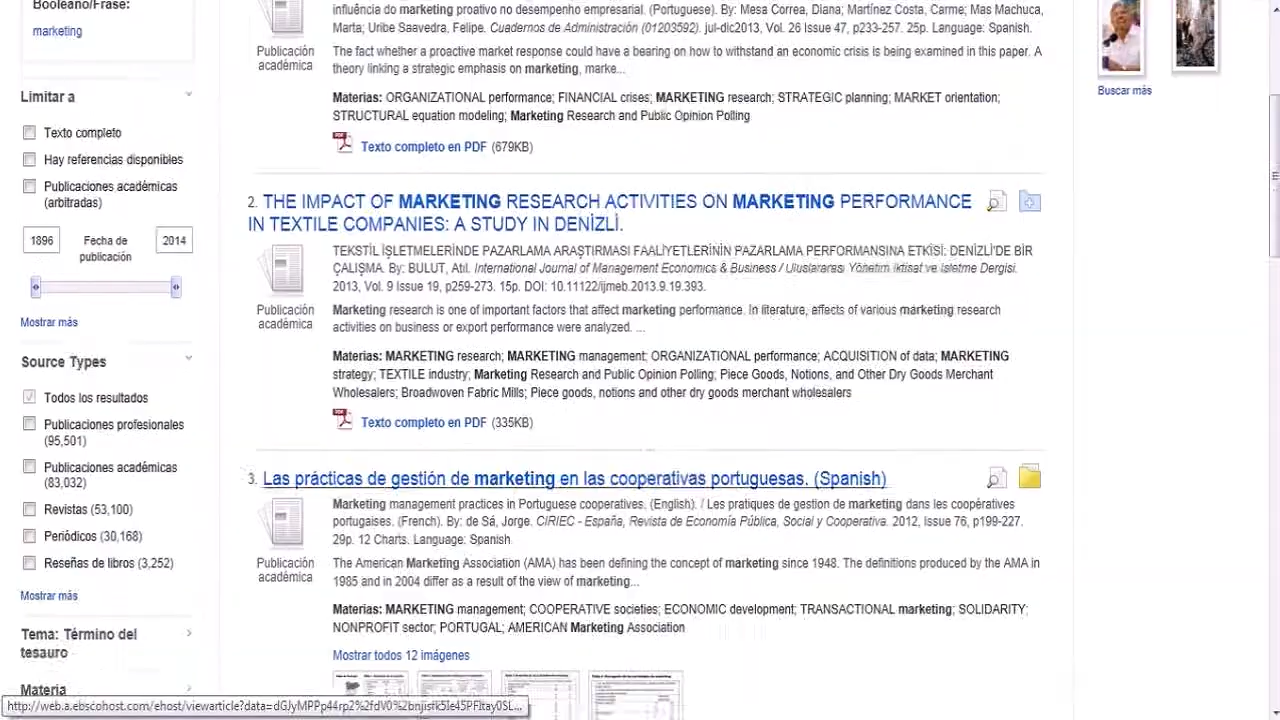 Booleano/Frase:
marketing
Limitar a
Texto completo
Hay referencias disponibles
Publicaciones académicas
(arbitradas)
1896
Fecha de
publicación
2014
Mostrar más
Source Types
Todos los resultados
Publicaciones profesionales
(95,501)
Publicaciones académicas
(83,032)
Revistas (53,100)
Periódicos (30,168)
Reseñas de libros (3,252)
Mostrar más
Tema: Término del
tesauro
Materia
influência do marketing proativo no desempenho empresarial. (Portuguese). By: Mesa Correa, Diana; Martínez Costa, Carme; Mas Machuca,
Marta; Uribe Saavedra, Felipe. Cuadernos de Administración (01203592). jul-dic2013, Vol. 26 Issue 47, p233-257. 25p. Language: Spanish.
Publicación
académica
The fact whether a proactive market response could have a bearing on how to withstand an economic crisis is being examined in this paper. A
theory linking a strategic emphasis on marketing, marke...
Materias: ORGANIZATIONAL performance; FINANCIAL crises; MARKETING research; STRATEGIC planning; MARKET orientation;
STRUCTURAL equation modeling; Marketing Research and Public Opinion Polling
PDF Texto completo en PDF (679KB)
2. THE IMPACT OF MARKETING RESEARCH ACTIVITIES ON MARKETING PERFORMANCE
IN TEXTILE COMPANIES: A STUDY IN DENİZLİ.
TEKSTİL İŞLETMELERİNDE PAZARLAMA ARAŞTIRMASI FAALİYETLERİNİN PAZARLAMA PERFORMANSINA ETKİSİ: DENİZLİ'DE BİR
ÇALIŞMA. By: BULUT, Atıl. International Journal of Management Economics & Business / Uluslararası Yönetim İktisat ve İşletme Dergisi.
2013, Vol. 9 Issue 19, p259-273. 15p. DOI: 10.11122/ijmeb.2013.9.19.393.
Publicación
académica
Marketing research is one of important factors that affect marketing performance. In literature, effects of various marketing research
activities on business or export performance were analyzed. ...
Materias: MARKETING research; MARKETING management; ORGANIZATIONAL performance; ACQUISITION of data; MARKETING
strategy; TEXTILE industry; Marketing Research and Public Opinion Polling; Piece Goods, Notions, and Other Dry Goods Merchant
Wholesalers; Broadwoven Fabric Mills; Piece goods, notions and other dry goods merchant wholesalers
PDF Texto completo en PDF (335KB)
3. Las prácticas de gestión de marketing en las cooperativas portuguesas. (Spanish)
Marketing management practices in Portuguese cooperatives. (English). / Les pratiques de gestion de marketing dans les coopératives
portugaises. (French). By: de Sá, Jorge. CIRIEC - España, Revista de Economía Pública, Social y Cooperativa. 2012, Issue 76, p199-227.
29p. 12 Charts. Language: Spanish.
Publicación
académica
The American Marketing Association (AMA) has been defining the concept of marketing since 1948. The definitions produced by the AMA in
1985 and in 2004 differ as a result of the view of marketing...
Materias: MARKETING management; COOPERATIVE societies; ECONOMIC development; TRANSACTIONAL marketing; SOLIDARITY;
NONPROFIT sector; PORTUGAL; AMERICAN Marketing Association
Mostrar todos 12 imágenes
Buscar más